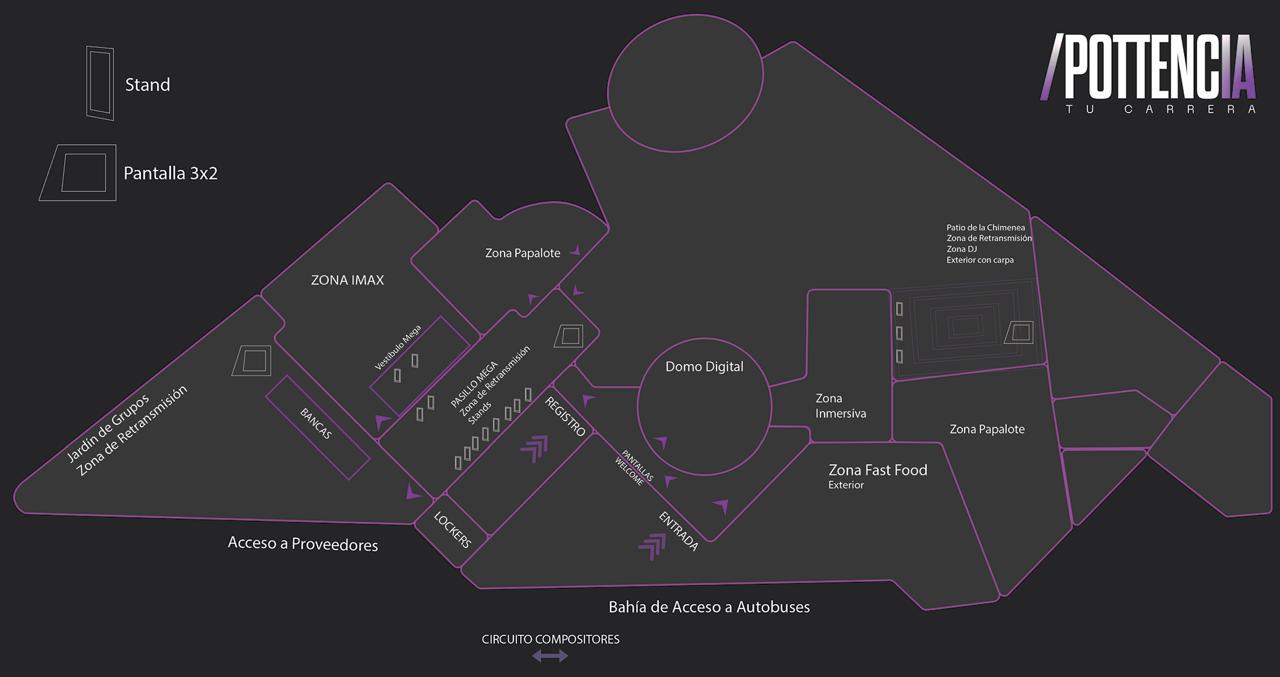 Stand
Pantalla 3x2
/POTTENCIA
TU CARRERA
Patio de la Chimenea
Zona de Retransmisión
Zona DJ
Exterior con carpa
Zona Papalote
ZONA IMAX
Vestíbulo Mega
PASILLO MEGA
Zona de Retransmisión
Stands
Domo Digital
Zona
Inmersiva
Jardín de Grupos
Zona de Retransmisión
BANCAS
REGISTRO
PANTALLAS
WELCOME
Zona Papalote
Zona Fast Food
Exterior
LOCKERS
ENTRADA
Acceso a Proveedores
Bahía de Acceso a Autobuses
CIRCUITO COMPOSITORES